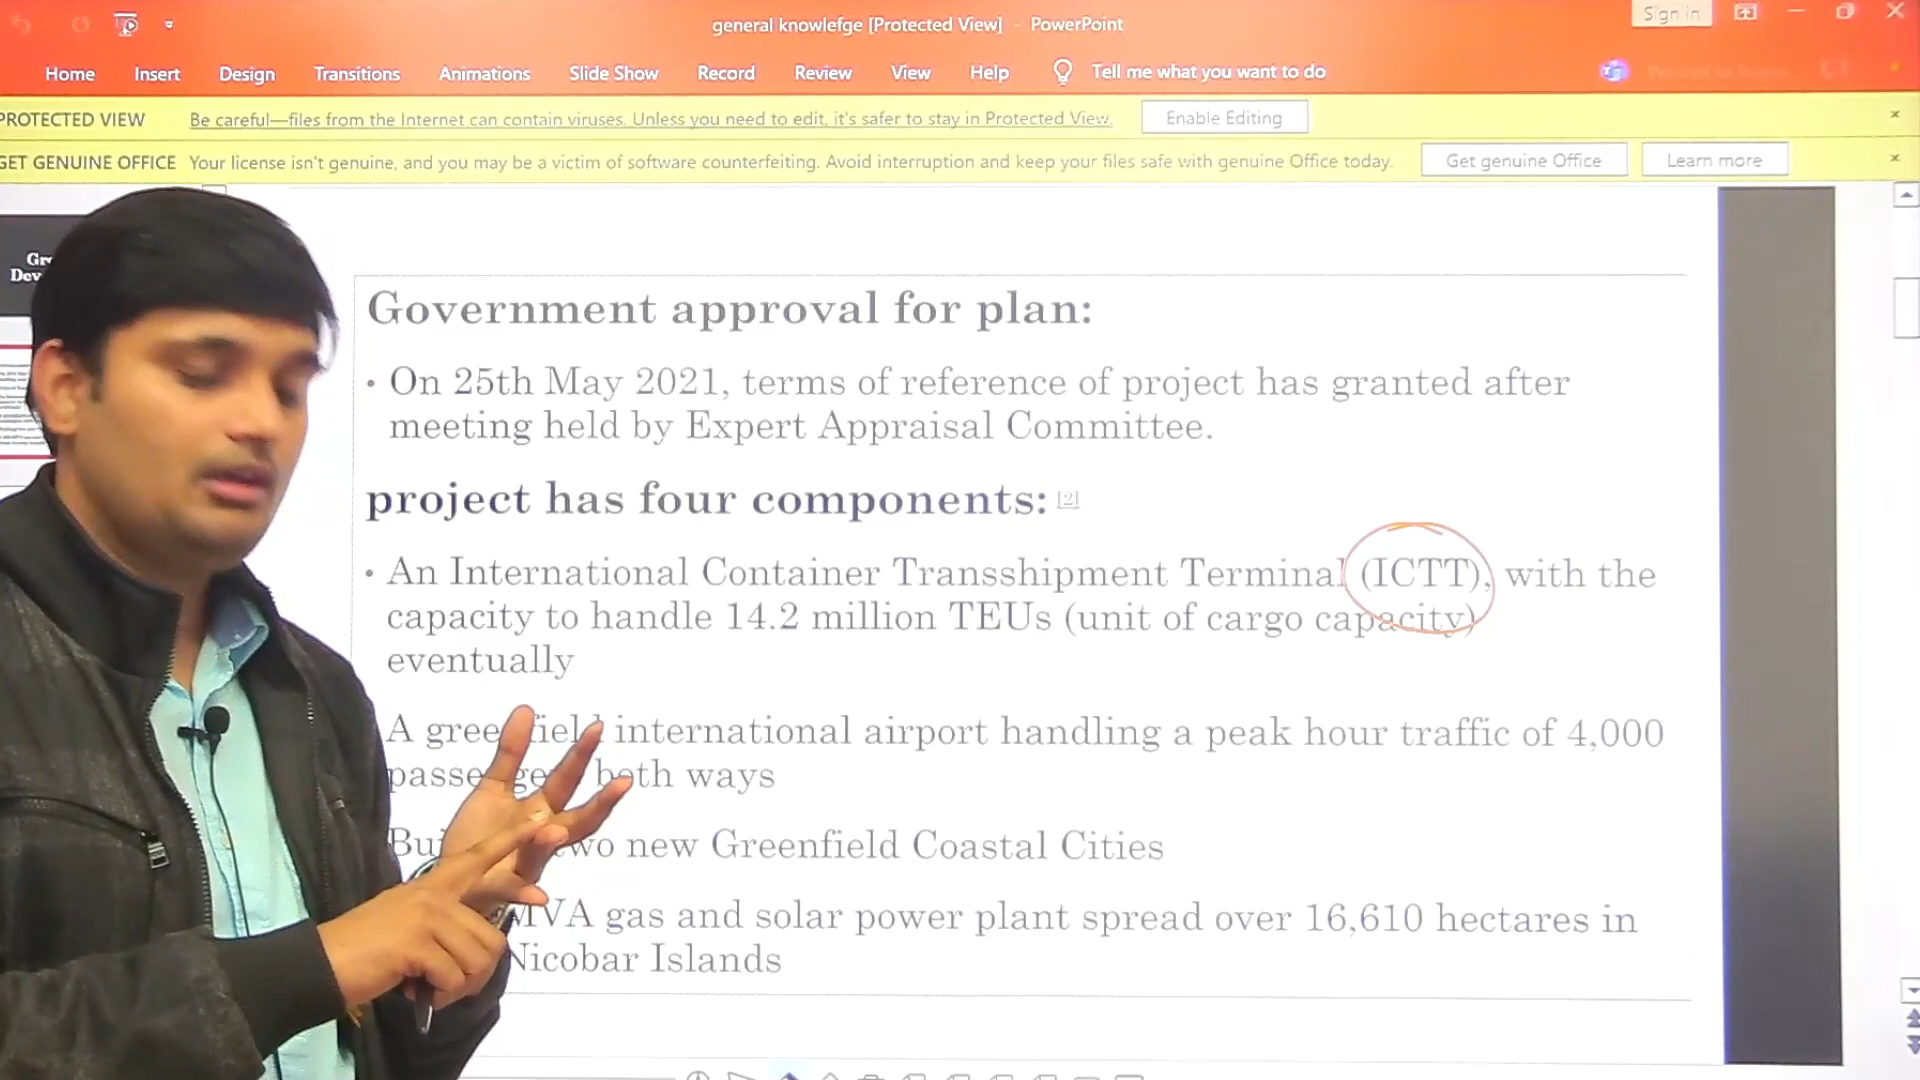 general knowlefge [Protected View] - PowerPoint
Sign in
Home Insert Design Transitions Animations Slide Show Record Review View Help Tell me what you want to do
PROTECTED VIEW Be careful—files from the Internet can contain viruses. Unless you need to edit, it's safer to stay in Protected View. Enable Editing
GET GENUINE OFFICE Your license isn't genuine, and you may be a victim of software counterfeiting. Avoid interruption and keep your files safe with genuine Office today. Get genuine Office Learn more
Government approval for plan:
• On 25th May 2021, terms of reference of project has granted after
meeting held by Expert Appraisal Committee.
project has four components: [2]
• An International Container Transshipment Terminal (ICTT), with the
capacity to handle 14.2 million TEUs (unit of cargo capacity)
eventually
A greenfield international airport handling a peak hour traffic of 4,000
passengers both ways
two new Greenfield Coastal Cities
MVA gas and solar power plant spread over 16,610 hectares in
Nicobar Islands